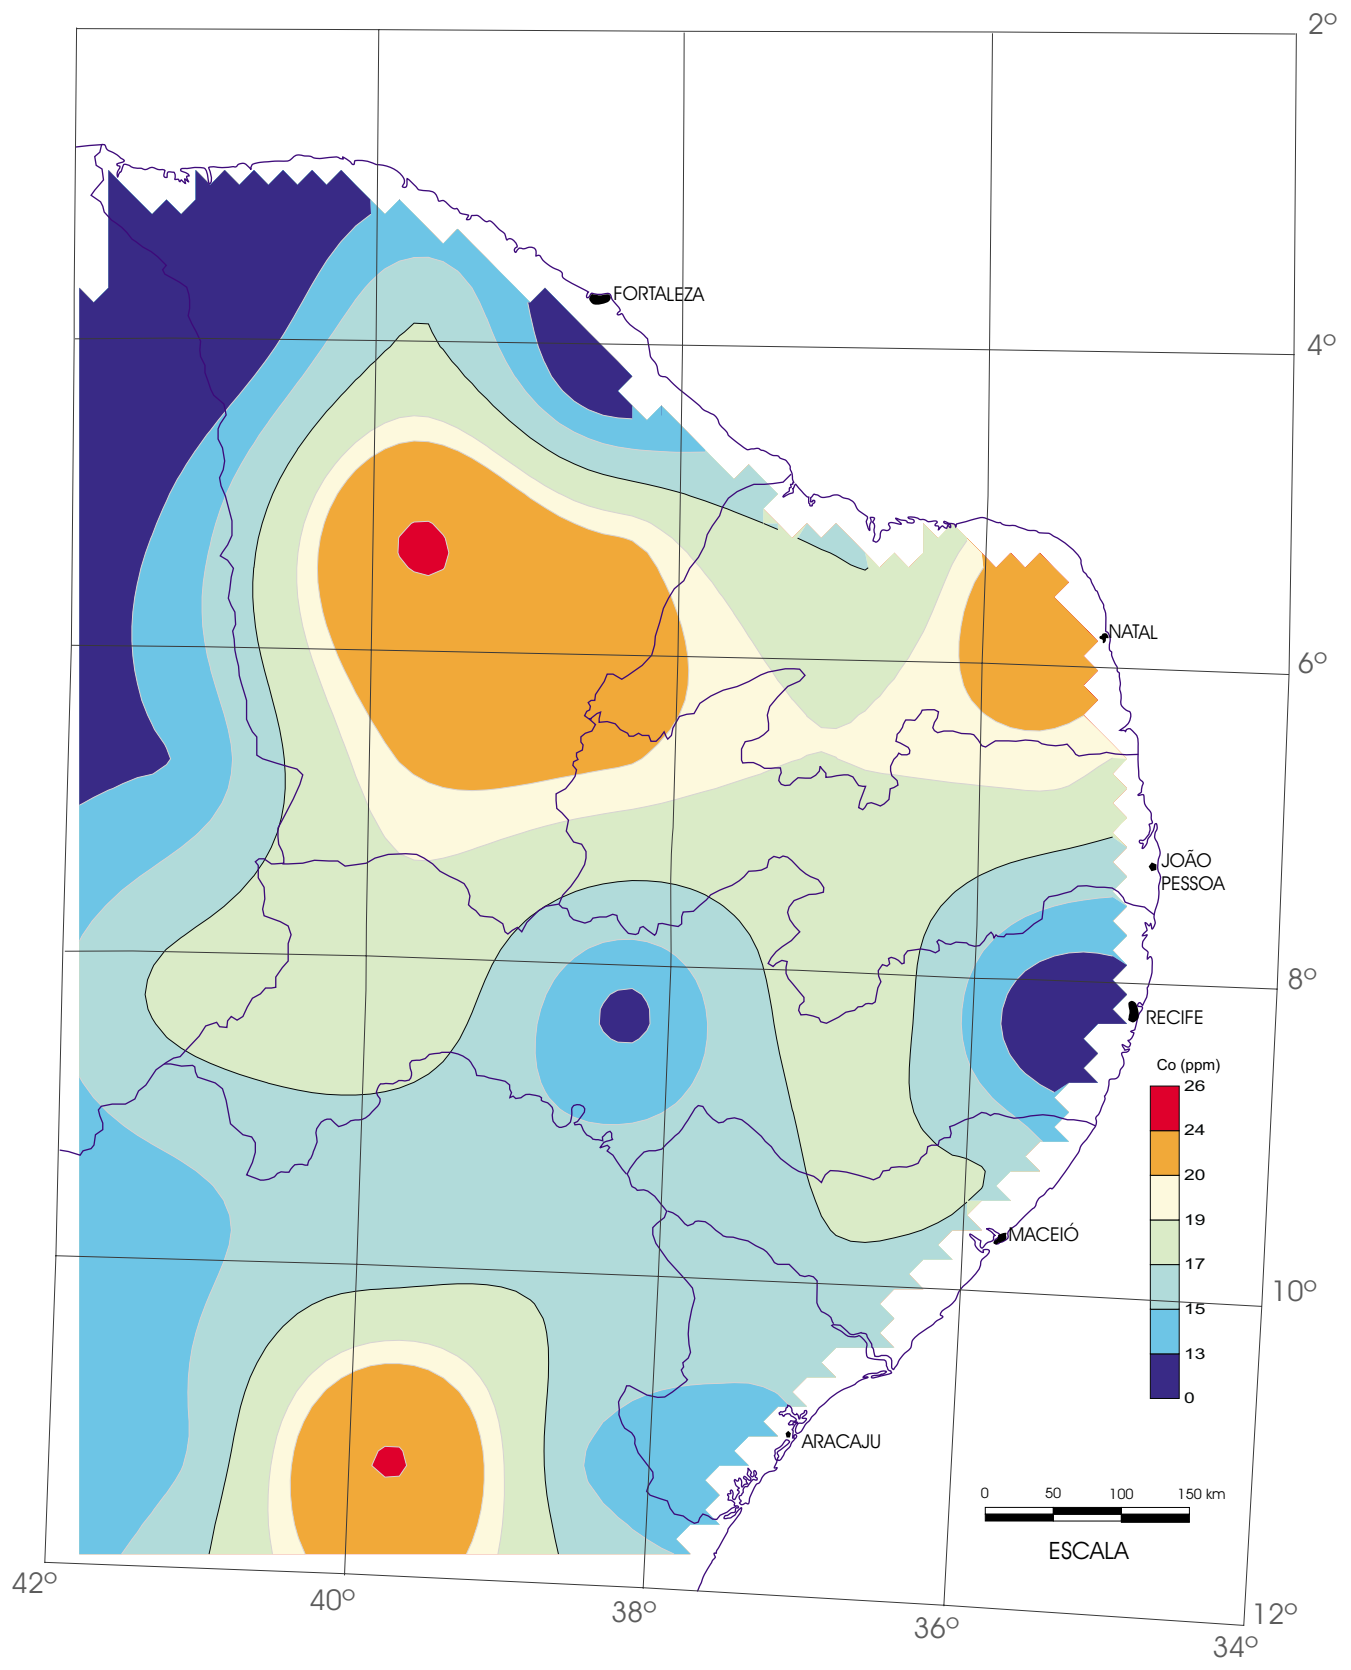 2º
FORTALEZA
4º
NATAL
6º
JOÃO
PESSOA
8º
RECIFE
Co (ppm)
26
24
20
19
17
15
13
0
MACEIÓ
10º
ARACAJU
0 50 100 150 km
ESCALA
42º
40º
38º
36º
12º
34º